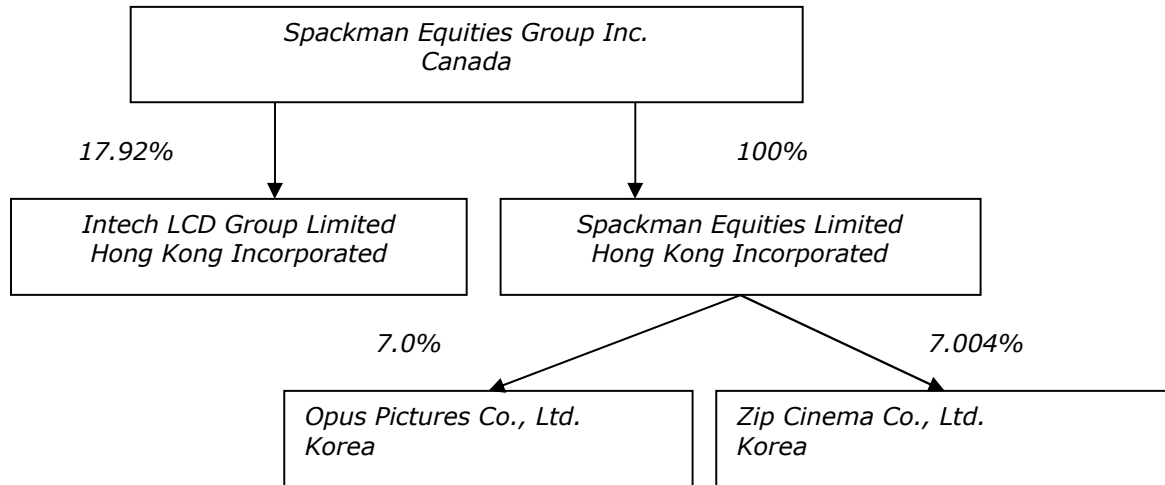 Spackman Equities Group Inc.
Canada
17.92%
100%
Intech LCD Group Limited
Hong Kong Incorporated
Spackman Equities Limited
Hong Kong Incorporated
7.0%
7.004%
Opus Pictures Co., Ltd.
Korea
Zip Cinema Co., Ltd.
Korea